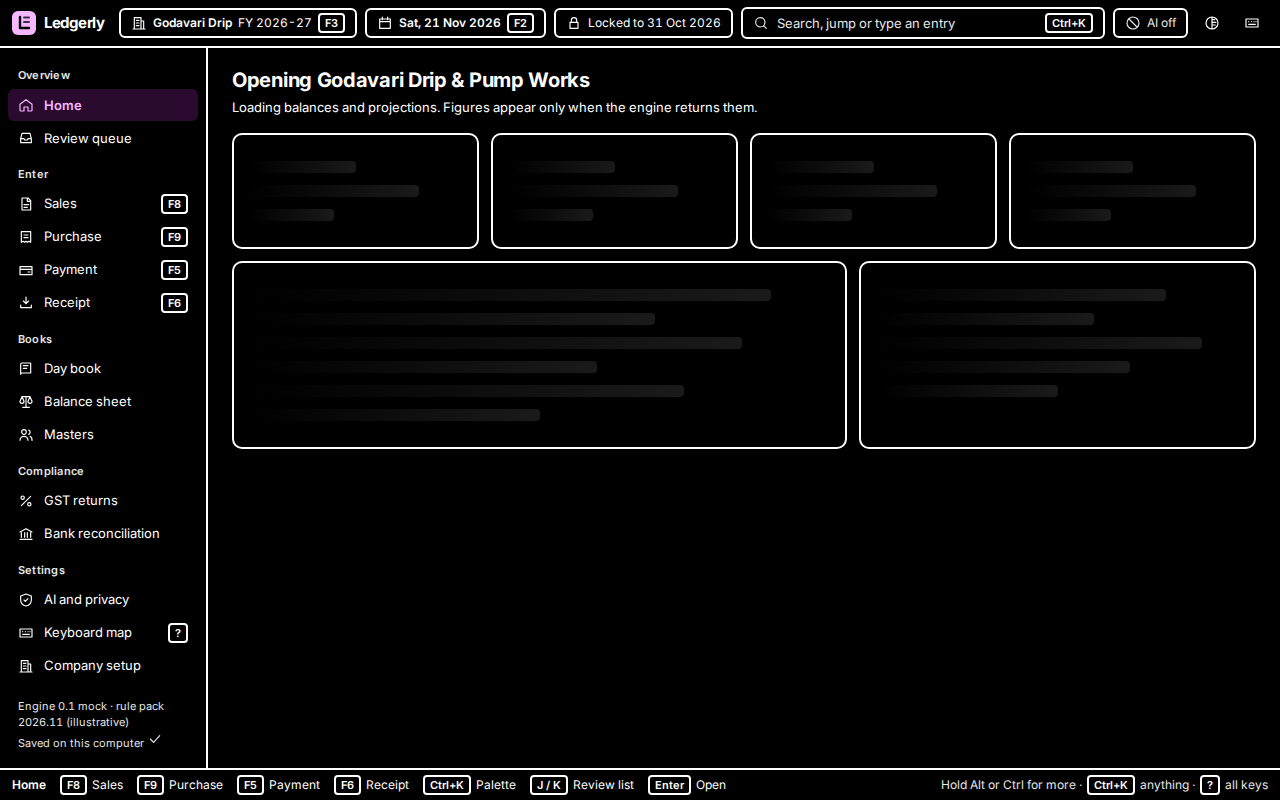 Ledgerly
Godavari Drip FY 2026-27 F3
Sat, 21 Nov 2026 F2
Locked to 31 Oct 2026
Search, jump or type an entry Ctrl+K
AI off
Overview
Home
Review queue
Enter
Sales F8
Purchase F9
Payment F5
Receipt F6
Books
Day book
Balance sheet
Masters
Compliance
GST returns
Bank reconciliation
Settings
AI and privacy
Keyboard map ?
Company setup
Engine 0.1 mock · rule pack
2026.11 (illustrative)
Saved on this computer
Opening Godavari Drip & Pump Works
Loading balances and projections. Figures appear only when the engine returns them.
Home F8 Sales F9 Purchase F5 Payment F6 Receipt Ctrl+K Palette J / K Review list Enter Open
Hold Alt or Ctrl for more · Ctrl+K anything · ? all keys